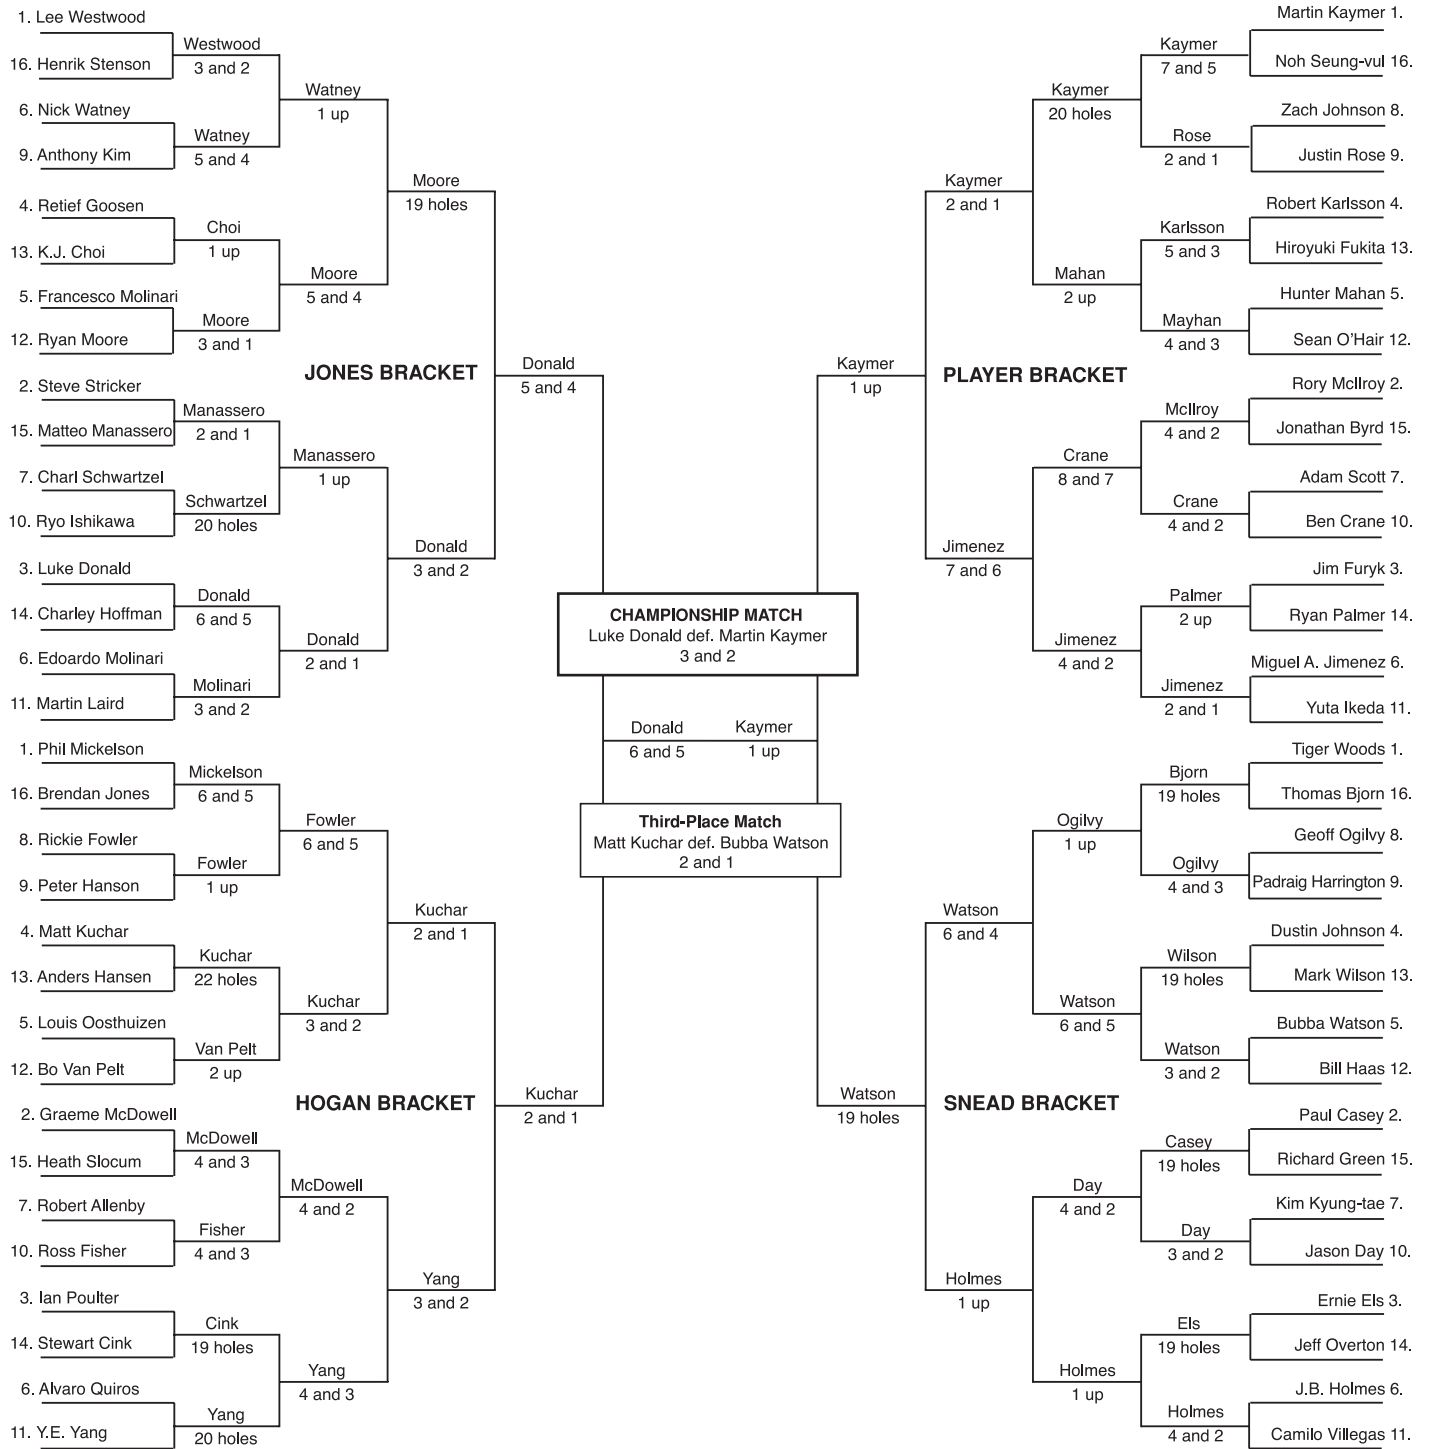 1. Lee Westwood
16. Henrik Stenson
6. Nick Watney
9. Anthony Kim
4. Retief Goosen
13. K.J. Choi
5. Francesco Molinari
12. Ryan Moore
2. Steve Stricker
15. Matteo Manassero
7. Charl Schwartzel
10. Ryo Ishikawa
3. Luke Donald
14. Charley Hoffman
6. Edoardo Molinari
11. Martin Laird
Westwood
3 and 2
Watney
5 and 4
Choi
1 up
Moore
3 and 1
Manassero
2 and 1
Schwartzel
20 holes
Donald
6 and 5
Molinari
3 and 2
Watney
1 up
Moore
5 and 4
Manassero
1 up
Donald
2 and 1
Moore
19 holes
Donald
3 and 2
JONES BRACKET
Donald
5 and 4
1. Phil Mickelson
16. Brendan Jones
8. Rickie Fowler
9. Peter Hanson
4. Matt Kuchar
13. Anders Hansen
5. Louis Oosthuizen
12. Bo Van Pelt
2. Graeme McDowell
15. Heath Slocum
7. Robert Allenby
10. Ross Fisher
3. Ian Poulter
14. Stewart Cink
6. Alvaro Quiros
11. Y.E. Yang
Mickelson
6 and 5
Fowler
1 up
Kuchar
22 holes
Van Pelt
2 up
McDowell
4 and 3
Fisher
4 and 3
Cink
19 holes
Yang
20 holes
Fowler
6 and 5
Kuchar
3 and 2
McDowell
4 and 2
Yang
4 and 3
Kuchar
2 and 1
Yang
3 and 2
HOGAN BRACKET
Kuchar
2 and 1
CHAMPIONSHIP MATCH
Luke Donald def. Martin Kaymer
3 and 2
Donald
6 and 5
Kaymer
1 up
Third-Place Match
Matt Kuchar def. Bubba Watson
2 and 1
Kaymer
1 up
PLAYER BRACKET
Kaymer
2 and 1
Jimenez
7 and 6
Kaymer
20 holes
Mahan
2 up
Crane
8 and 7
Jimenez
4 and 2
Kaymer
7 and 5
Rose
2 and 1
Karlsson
5 and 3
Mayhan
4 and 3
McIlroy
4 and 2
Crane
4 and 2
Palmer
2 up
Jimenez
2 and 1
Martin Kaymer 1.
Noh Seung-vul 16.
Zach Johnson 8.
Justin Rose 9.
Robert Karlsson 4.
Hiroyuki Fukita 13.
Hunter Mahan 5.
Sean O'Hair 12.
Rory McIlroy 2.
Jonathan Byrd 15.
Adam Scott 7.
Ben Crane 10.
Jim Furyk 3.
Ryan Palmer 14.
Miguel A. Jimenez 6.
Yuta Ikeda 11.
Watson
19 holes
SNEAD BRACKET
Watson
6 and 4
Holmes
1 up
Ogilvy
1 up
Watson
6 and 5
Day
4 and 2
Holmes
1 up
Bjorn
19 holes
Ogilvy
4 and 3
Wilson
19 holes
Watson
3 and 2
Casey
19 holes
Day
3 and 2
Els
19 holes
Holmes
4 and 2
Tiger Woods 1.
Thomas Bjorn 16.
Geoff Ogilvy 8.
Padraig Harrington 9.
Dustin Johnson 4.
Mark Wilson 13.
Bubba Watson 5.
Bill Haas 12.
Paul Casey 2.
Richard Green 15.
Kim Kyung-tae 7.
Jason Day 10.
Ernie Els 3.
Jeff Overton 14.
J.B. Holmes 6.
Camilo Villegas 11.